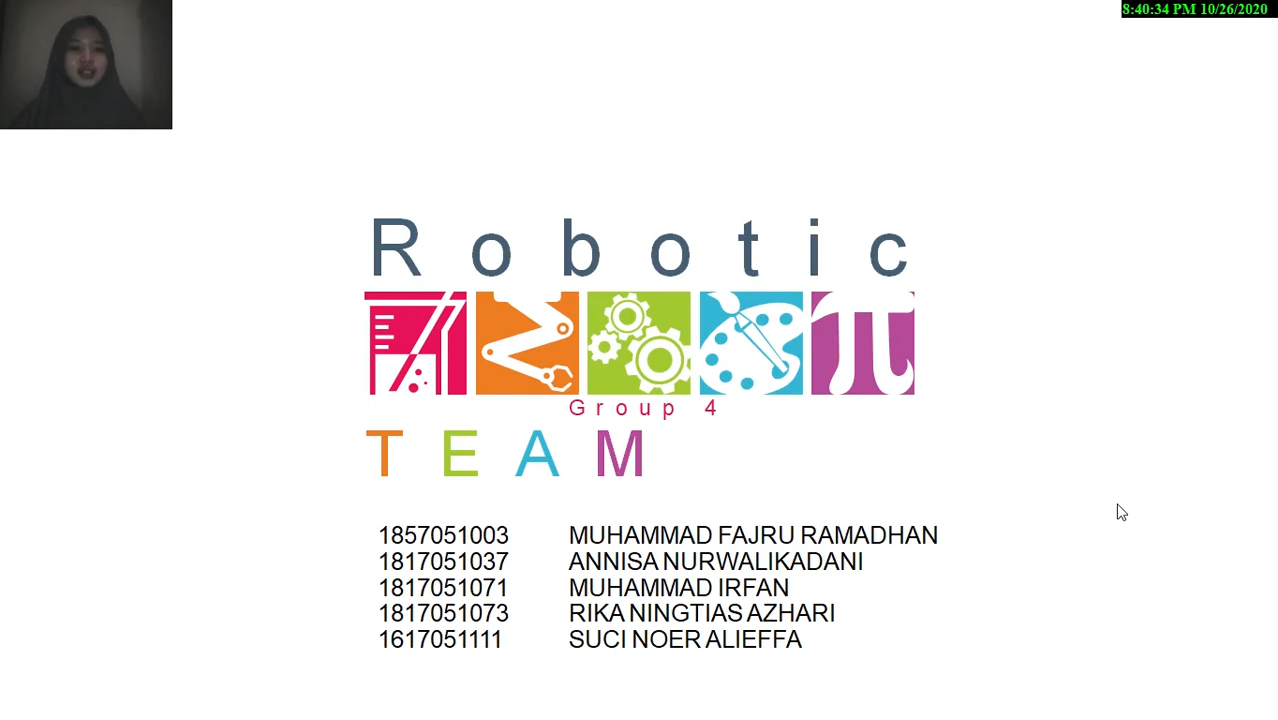 8:40:34 PM 10/26/2020
Robotic
π
Group 4
TEAM
1857051003 MUHAMMAD FAJRU RAMADHAN
1817051037 ANNISA NURWALIKADANI
1817051071 MUHAMMAD IRFAN
1817051073 RIKA NINGTIAS AZHARI
1617051111 SUCI NOER ALIEFFA